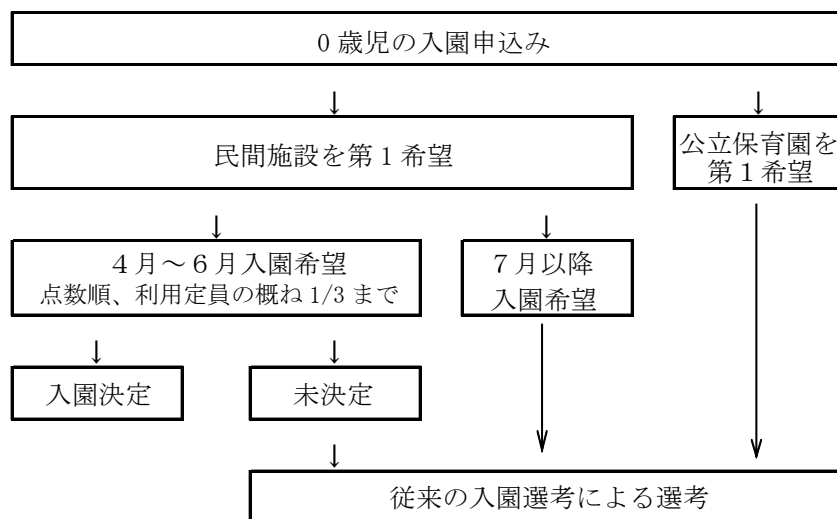 ０歳児の入園申込み
↓ ↓
民間施設を第１希望
公立保育園を
第１希望
↓ ↓
４月～６月入園希望
点数順、利用定員の概ね 1/3 まで
７月以降
入園希望
↓ ↓
入園決定
未決定
↓
従来の入園選考による選考